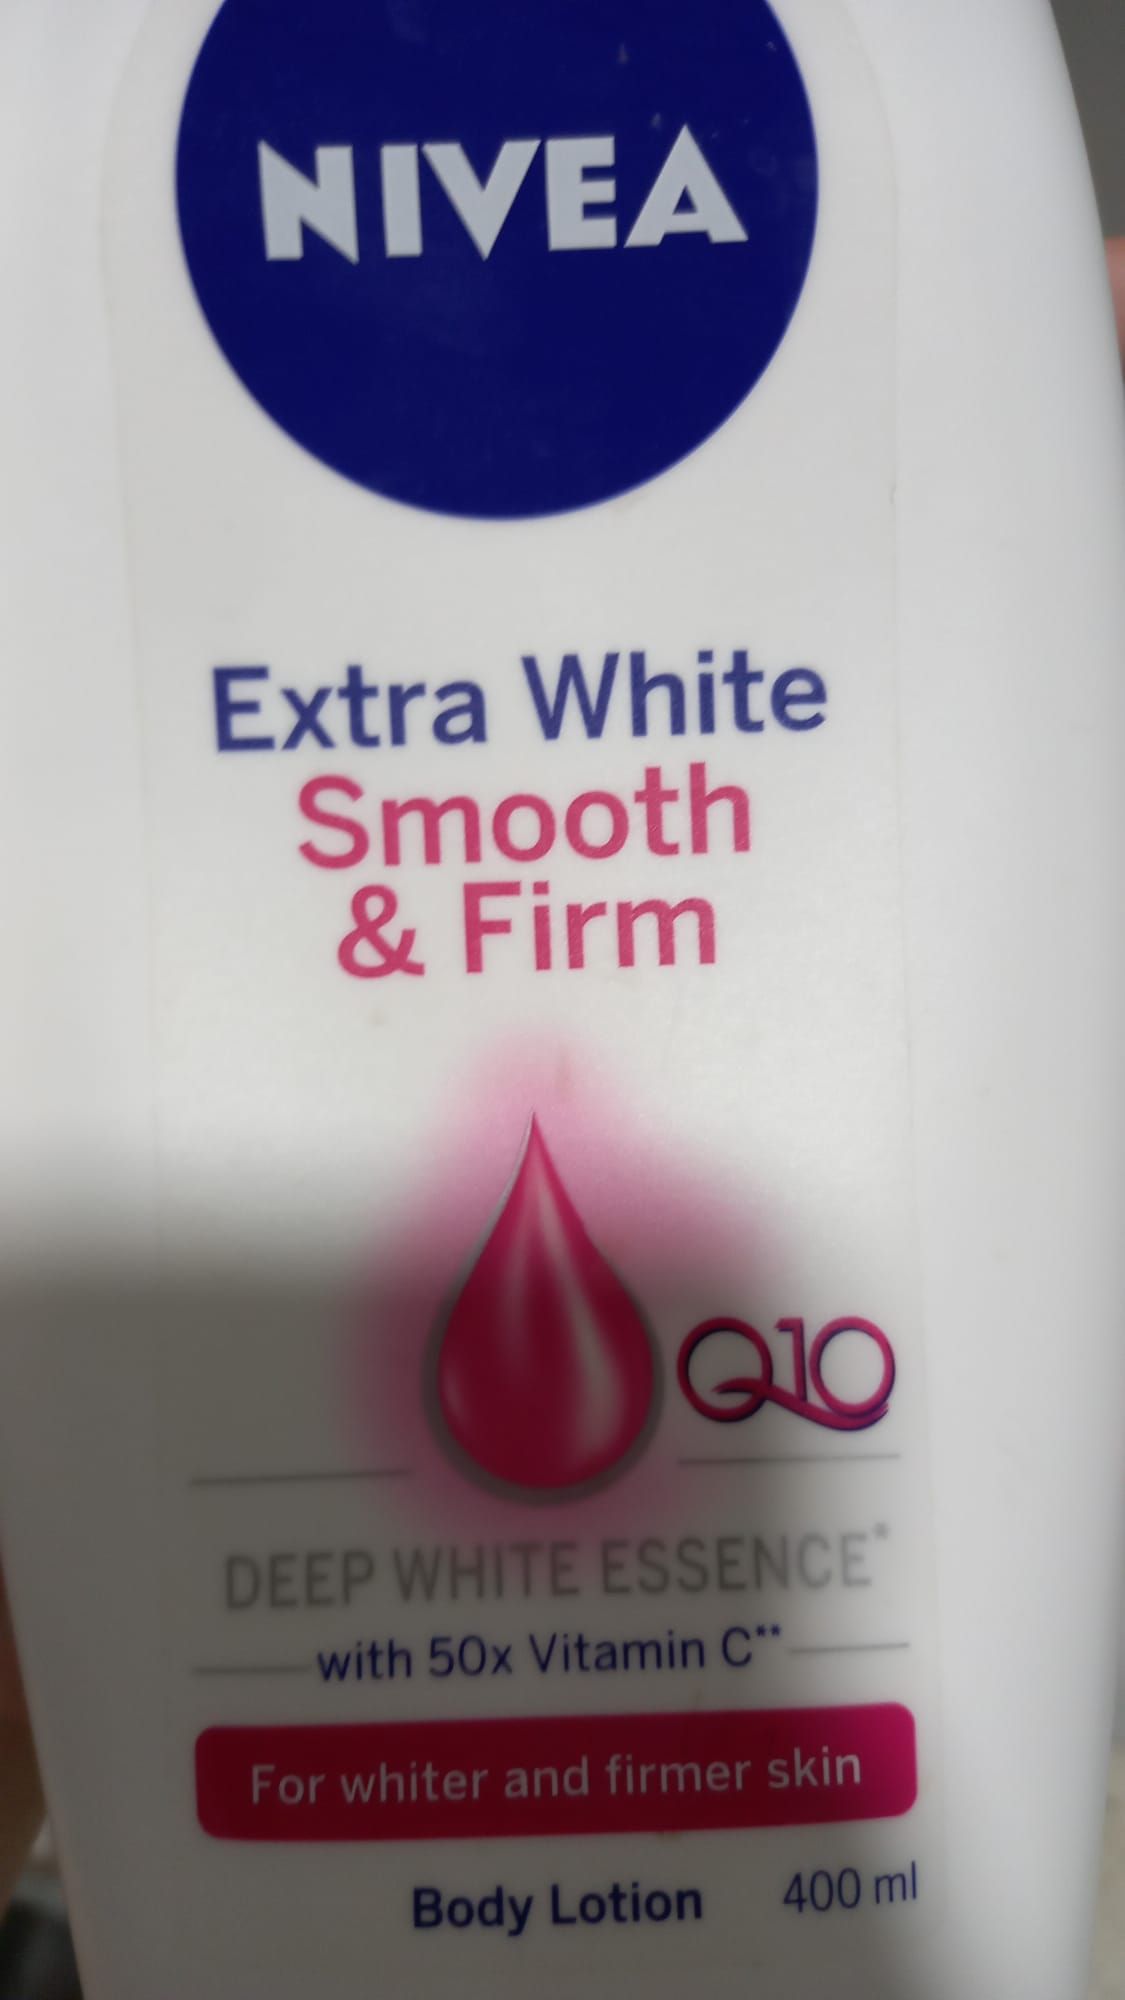 NIVEA
Extra White
Smooth
& Firm
Q10
DEEP WHITE ESSENCE*
with 50x Vitamin C**
For whiter and firmer skin
Body Lotion 400 ml